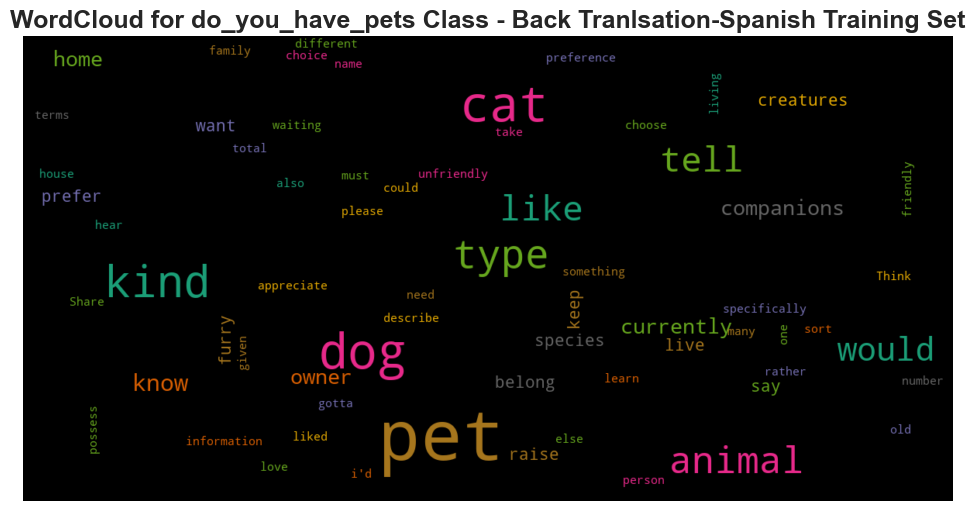 WordCloud for do_you_have_pets Class - Back Tranlsation-Spanish Training Set
different
family
choice
home
name
preference
cat
living
creatures
terms
want
waiting
choose
take
total
tell
house
must
unfriendly
also
could
friendly
prefer
please
like
companions
hear
type
kind
something
Think
appreciate
need
Share
keep
specifically
describe
currently
many
one
sort
furry
given
species
live
would
dog
owner
know
belong
learn
rather
say
number
gotta
possess
pet
old
information
liked
else
raise
love
i'd
animal
person